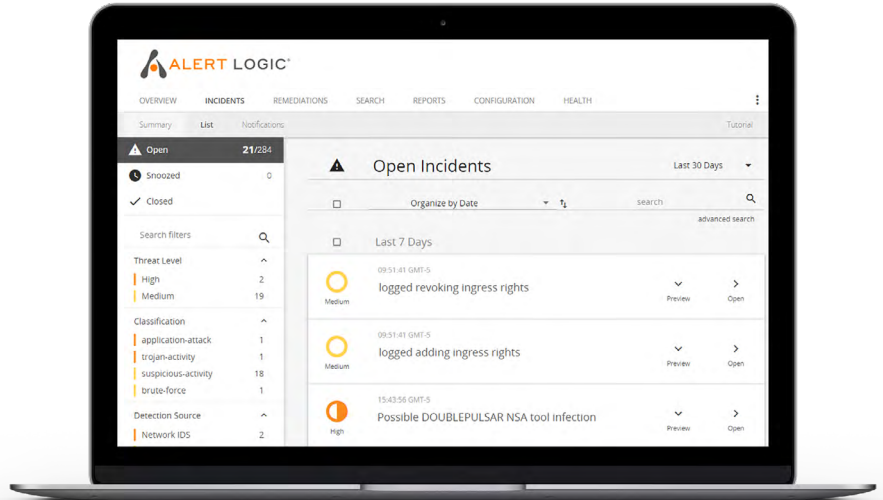 ALERT LOGIC®
OVERVIEW INCIDENTS REMEDIATIONS SEARCH REPORTS CONFIGURATION HEALTH
Summary List Notifications Tutorial
Open 21/284
Snoozed 0
Closed
Search filters
Threat Level
High 2
Medium 19
Classification
application-attack 1
trojan-activity 1
suspicious-activity 18
brute-force 1
Detection Source
Network IDS 2
Open Incidents Last 30 Days
Organize by Date search
advanced search
Last 7 Days
09:51:41 GMT-5
logged revoking ingress rights
Medium Preview Open
09:51:41 GMT-5
logged adding ingress rights
Medium Preview Open
15:43:56 GMT-5
Possible DOUBLEPULSAR NSA tool infection
High Preview Open